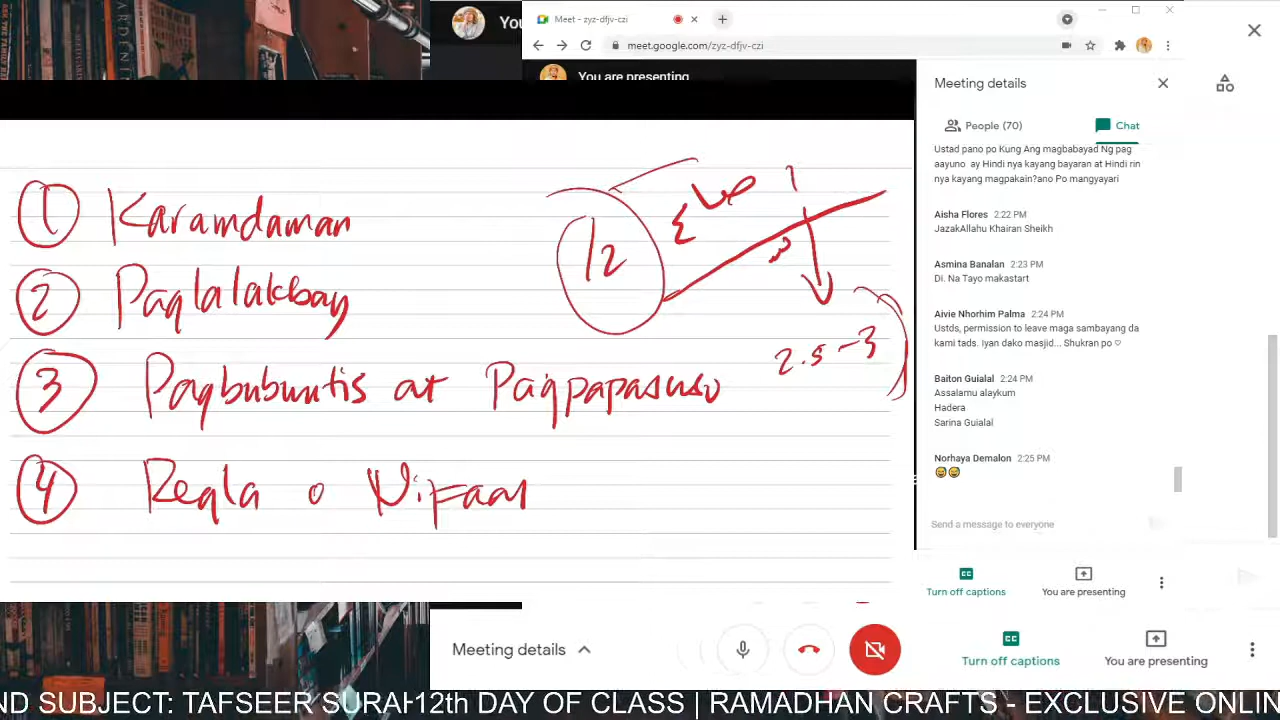 You
Meet - zyz-dfjv-czi
meet.google.com/zyz-dfjv-czi
You are presenting
Meeting details
People (70)
Chat
Ustad pano po Kung Ang magbabayad Ng pag
aayuno ay Hindi nya kayang bayaran at Hindi rin
nya kayang magpakain?ano Po mangyayari
Aisha Flores 2:22 PM
JazakAllahu Khairan Sheikh
Asmina Banalan 2:23 PM
Di. Na Tayo makastart
Aivie Nhorhim Palma 2:24 PM
Ustds, permission to leave maga sambayang da
kami tads. Iyan dako masjid... Shukran po ♡
Baiton Guialal 2:24 PM
Assalamu alaykum
Hadera
Sarina Guialal
Norhaya Demalon 2:25 PM
😅😅
Send a message to everyone
CC
Turn off captions
You are presenting
1 Karamdaman
2 Paglalakbay
3 Pagbubuntis at Pagpapasuso
4 Regla o Nifaas
12
صاع
1
2.5-3
Meeting details
CC
Turn off captions
You are presenting
ND SUBJECT: TAFSEER SURAH
12th DAY OF CLASS | RAMADHAN CRAFTS - EXCLUSIVE ONLIN